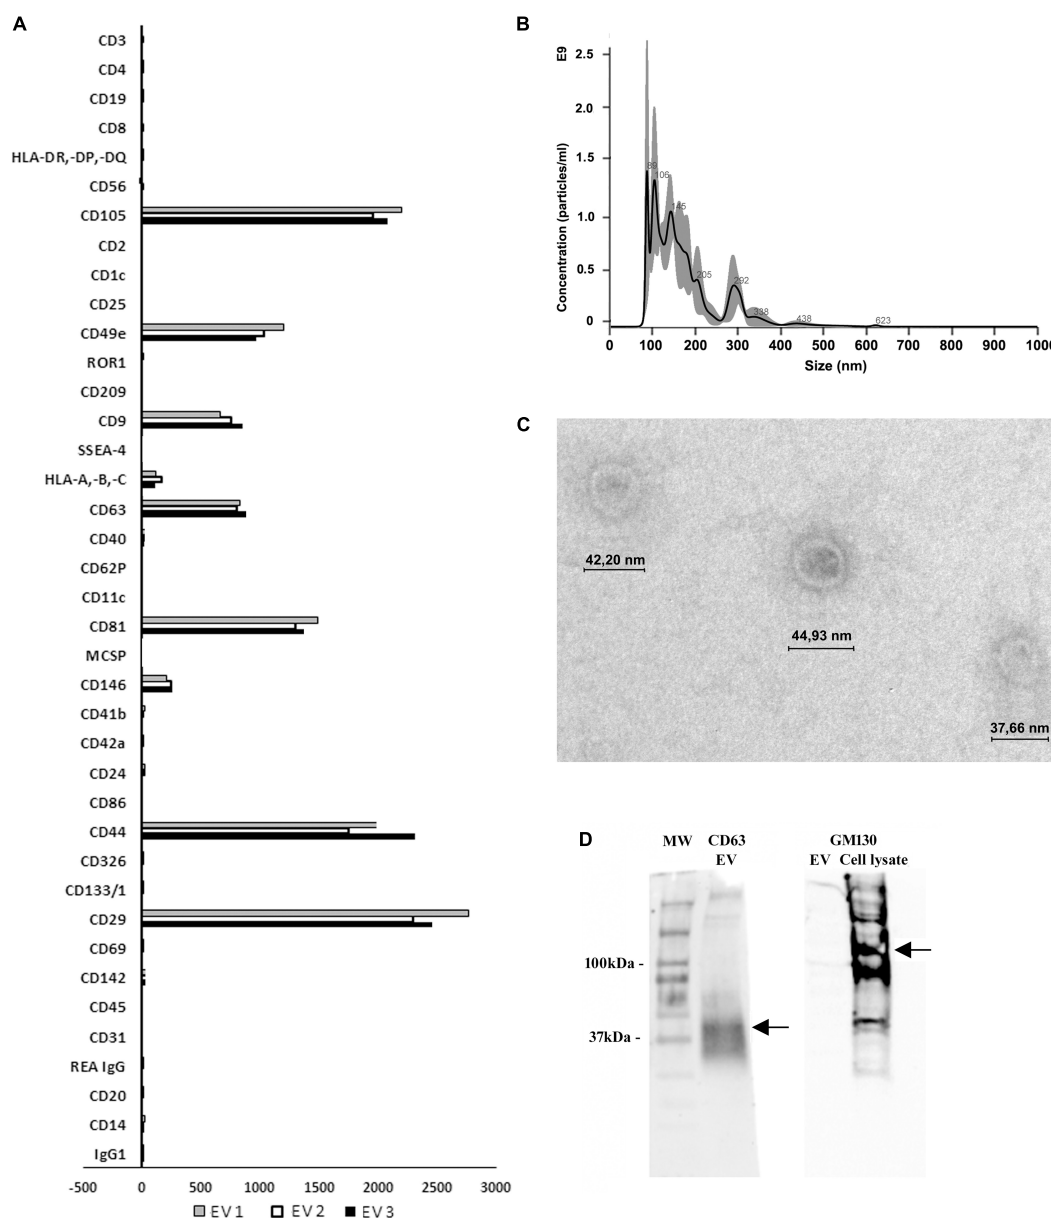 A
CD3
CD4
CD19
CD8
HLA-DR,-DP,-DQ
CD56
CD105
CD2
CD1c
CD25
CD49e
ROR1
CD209
CD9
SSEA-4
HLA-A,-B,-C
CD63
CD40
CD62P
CD11c
CD81
MCSP
CD146
CD41b
CD42a
CD24
CD86
CD44
CD326
CD133/1
CD29
CD69
CD142
CD45
CD31
REA IgG
CD20
CD14
IgG1
-500 0 500 1000 1500 2000 2500 3000
EV 1 EV 2 EV 3
B
E9
Concentration (particles/ml)
2.5
2.0
1.5
1.0
0.5
0
89
106
145
205
292
338
438
623
0 100 200 300 400 500 600 700 800 900 1000
Size (nm)
C
42,20 nm
44,93 nm
37,66 nm
D
MW CD63 GM130
EV EV Cell lysate
100kDa -
37kDa -